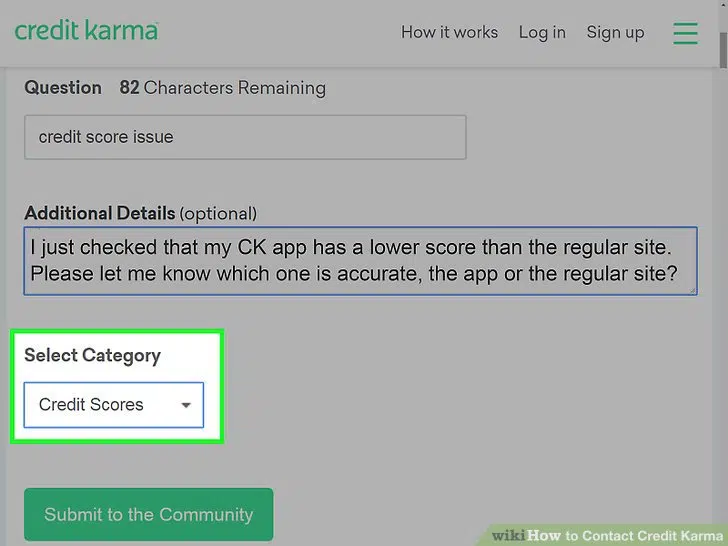 credit karma
How it works Log in Sign up
Question 82 Characters Remaining
credit score issue
Additional Details (optional)
I just checked that my CK app has a lower score than the regular site.
Please let me know which one is accurate, the app or the regular site?
Select Category
Credit Scores
Submit to the Community
wikiHow to Contact Credit Karma